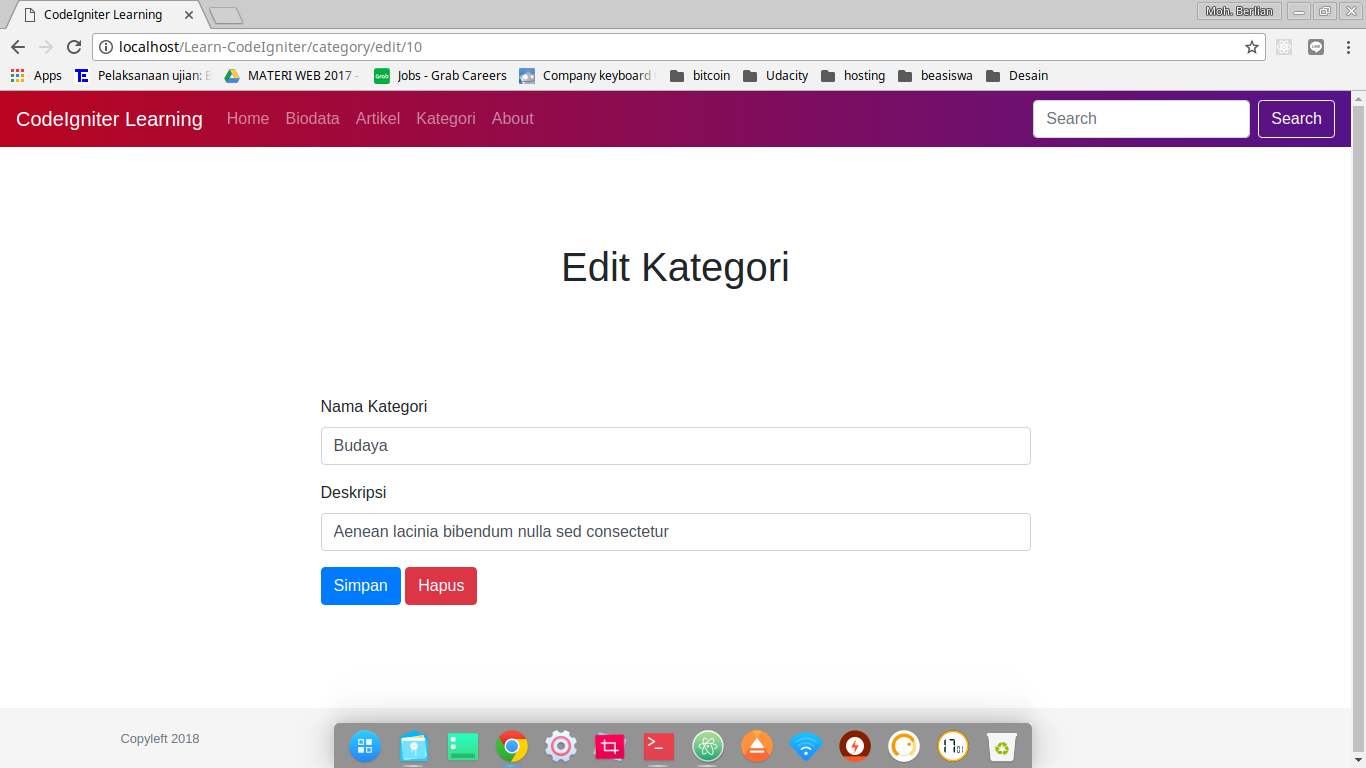 CodeIgniter Learning
Moh. Berlian
localhost/Learn-CodeIgniter/category/edit/10
Apps Pelaksanaan ujian: MATERI WEB 2017 - Jobs - Grab Careers Company keyboard bitcoin Udacity hosting beasiswa Desain
CodeIgniter Learning Home Biodata Artikel Kategori About Search Search
Edit Kategori
Nama Kategori
Budaya
Deskripsi
Aenean lacinia bibendum nulla sed consectetur
Simpan Hapus
Copyleft 2018